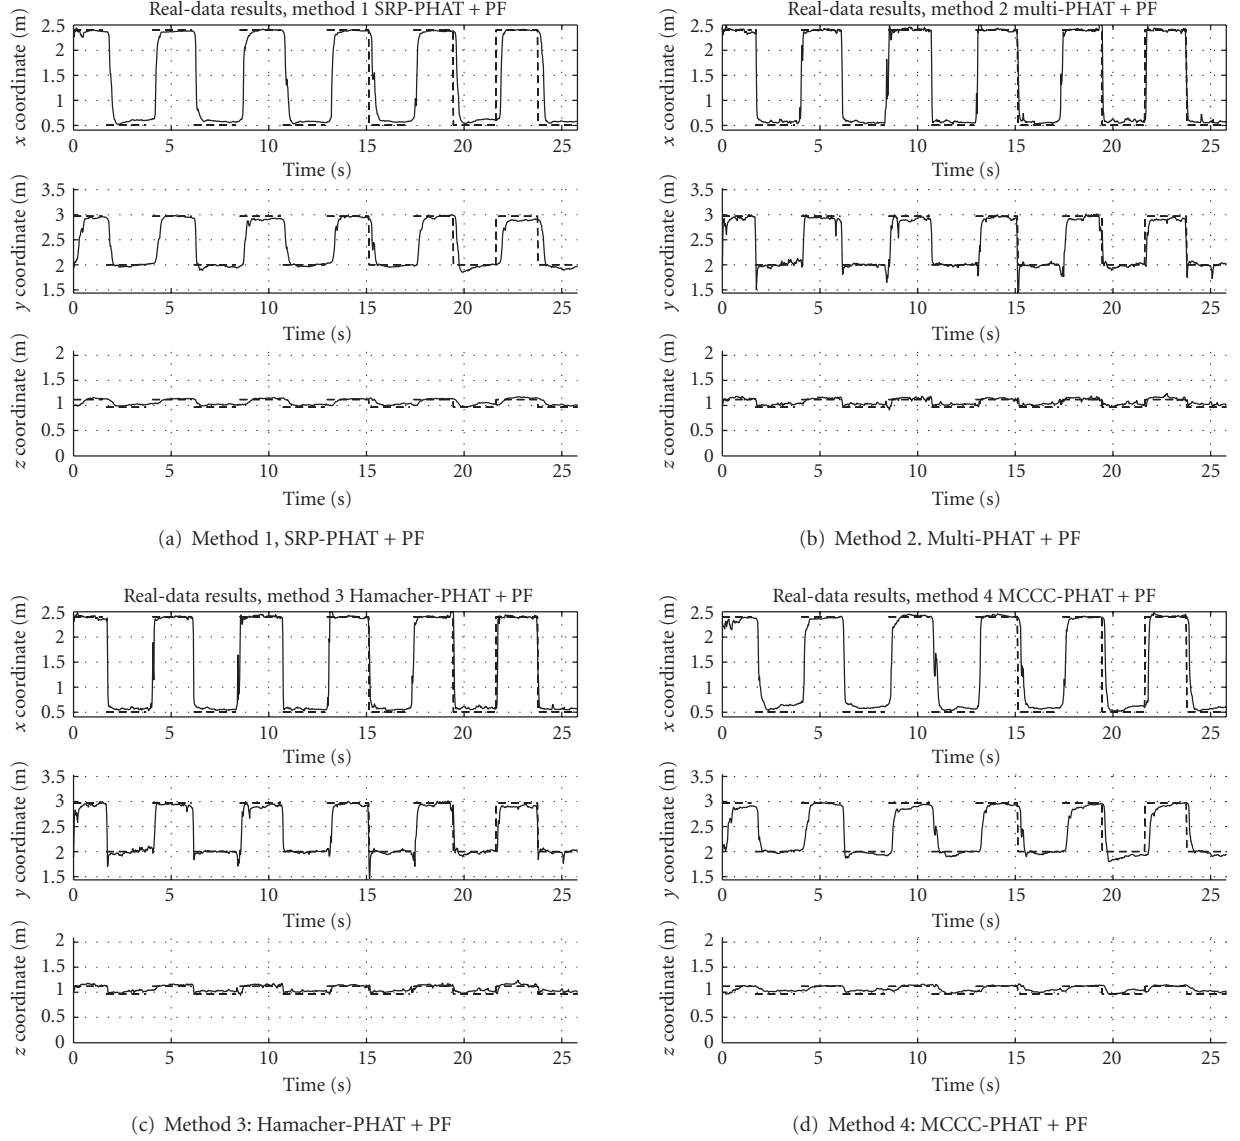 Real-data results, method 1 SRP-PHAT + PF
x coordinate (m)
2.5
2
1.5
1
0.5
0 5 10 15 20 25
Time (s)
y coordinate (m)
3.5
3
2.5
2
1.5
0 5 10 15 20 25
Time (s)
z coordinate (m)
2
1.5
1
0.5
0
0 5 10 15 20 25
Time (s)
(a) Method 1, SRP-PHAT + PF
Real-data results, method 2 multi-PHAT + PF
x coordinate (m)
2.5
2
1.5
1
0.5
0 5 10 15 20 25
Time (s)
y coordinate (m)
3.5
3
2.5
2
1.5
0 5 10 15 20 25
Time (s)
z coordinate (m)
2
1.5
1
0.5
0
0 5 10 15 20 25
Time (s)
(b) Method 2. Multi-PHAT + PF
Real-data results, method 3 Hamacher-PHAT + PF
x coordinate (m)
2.5
2
1.5
1
0.5
0 5 10 15 20 25
Time (s)
y coordinate (m)
3.5
3
2.5
2
1.5
0 5 10 15 20 25
Time (s)
z coordinate (m)
2
1.5
1
0.5
0
0 5 10 15 20 25
Time (s)
(c) Method 3: Hamacher-PHAT + PF
Real-data results, method 4 MCCC-PHAT + PF
x coordinate (m)
2.5
2
1.5
1
0.5
0 5 10 15 20 25
Time (s)
y coordinate (m)
3.5
3
2.5
2
1.5
0 5 10 15 20 25
Time (s)
z coordinate (m)
2
1.5
1
0.5
0
0 5 10 15 20 25
Time (s)
(d) Method 4: MCCC-PHAT + PF